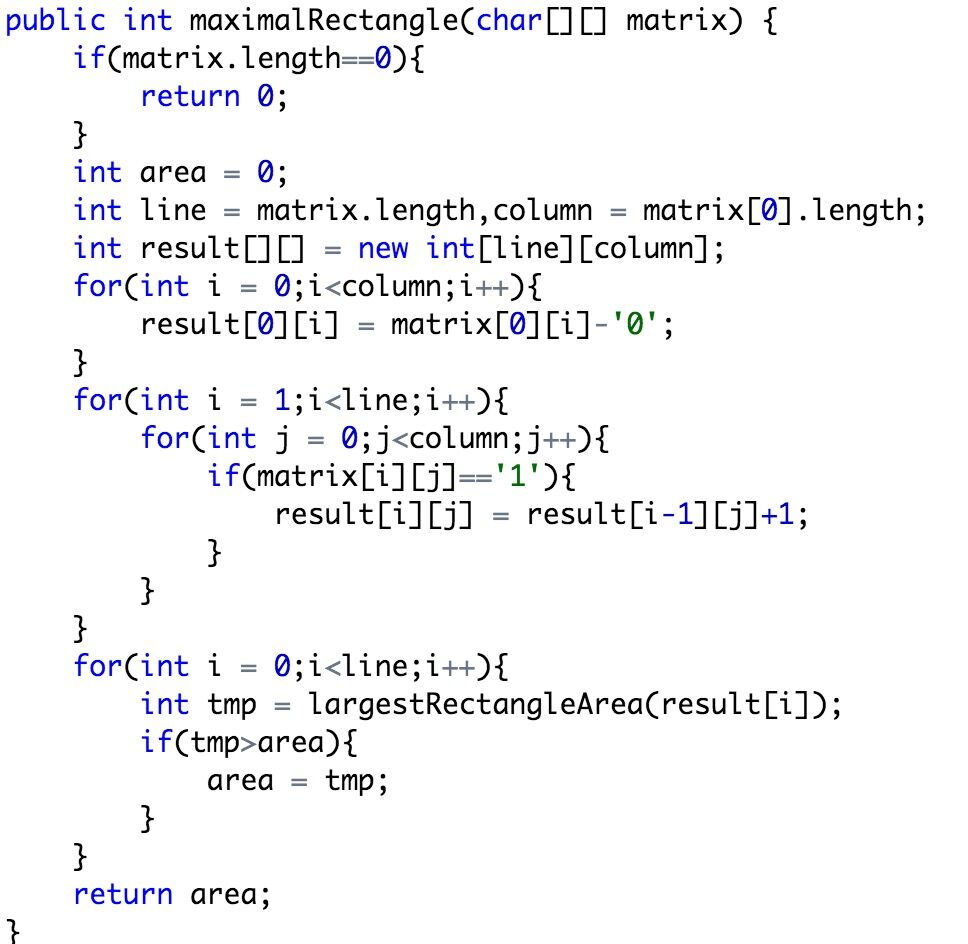 public int maximalRectangle(char[][] matrix) {
    if(matrix.length==0){
        return 0;
    }
    int area = 0;
    int line = matrix.length,column = matrix[0].length;
    int result[][] = new int[line][column];
    for(int i = 0;i<column;i++){
        result[0][i] = matrix[0][i]-'0';
    }
    for(int i = 1;i<line;i++){
        for(int j = 0;j<column;j++){
            if(matrix[i][j]=='1'){
                result[i][j] = result[i-1][j]+1;
            }
        }
    }
    for(int i = 0;i<line;i++){
        int tmp = largestRectangleArea(result[i]);
        if(tmp>area){
            area = tmp;
        }
    }
    return area;
}